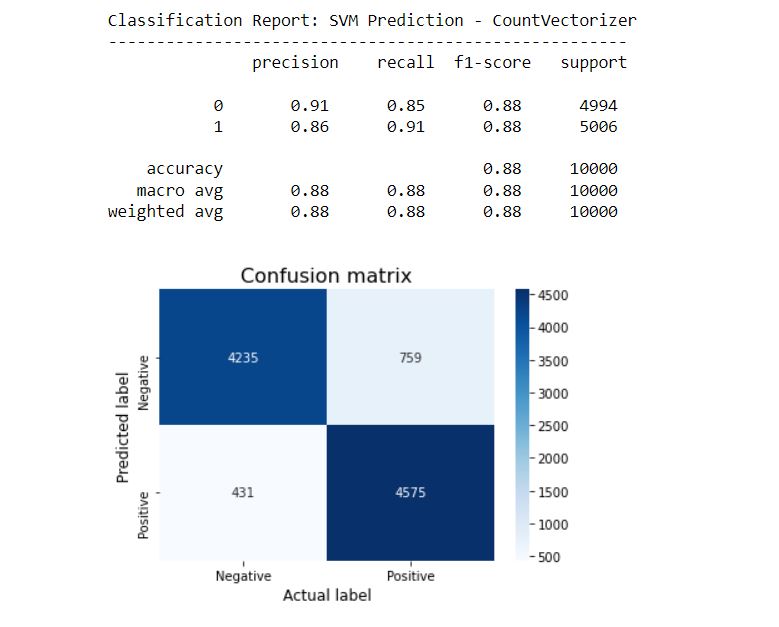 Classification Report: SVM Prediction - CountVectorizer
----------------------------------------------------
precision recall f1-score support
0 0.91 0.85 0.88 4994
1 0.86 0.91 0.88 5006
accuracy 0.88 10000
macro avg 0.88 0.88 0.88 10000
weighted avg 0.88 0.88 0.88 10000
Confusion matrix
Predicted label
Negative
Positive
4235 759
431 4575
Negative Positive
Actual label
4500
4000
3500
3000
2500
2000
1500
1000
500